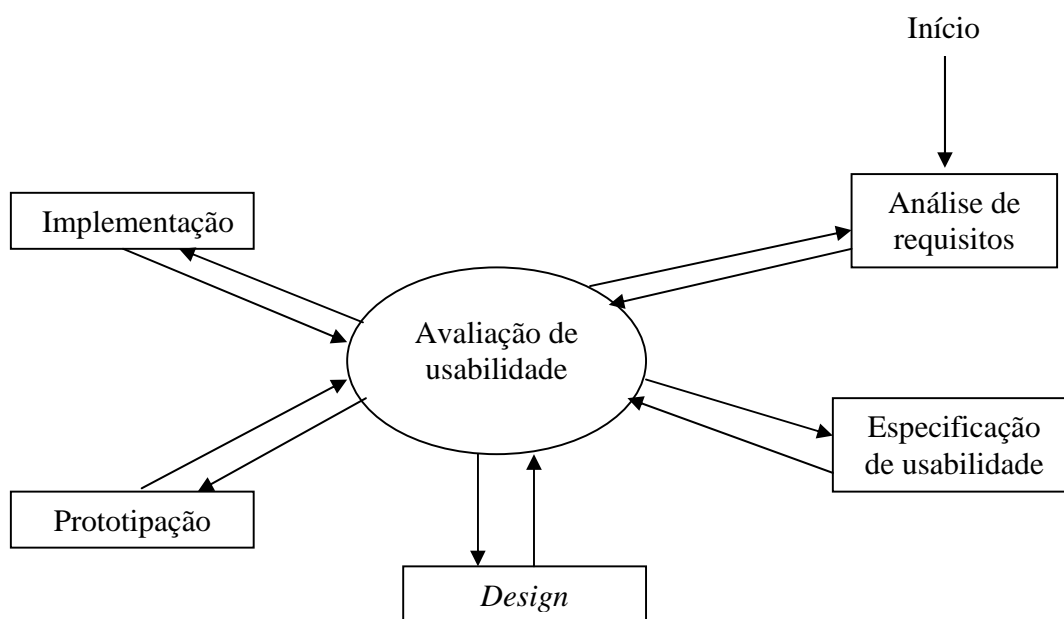 Início
Análise de
requisitos
Implementação
Avaliação de
usabilidade
Especificação
de usabilidade
Prototipação
Design